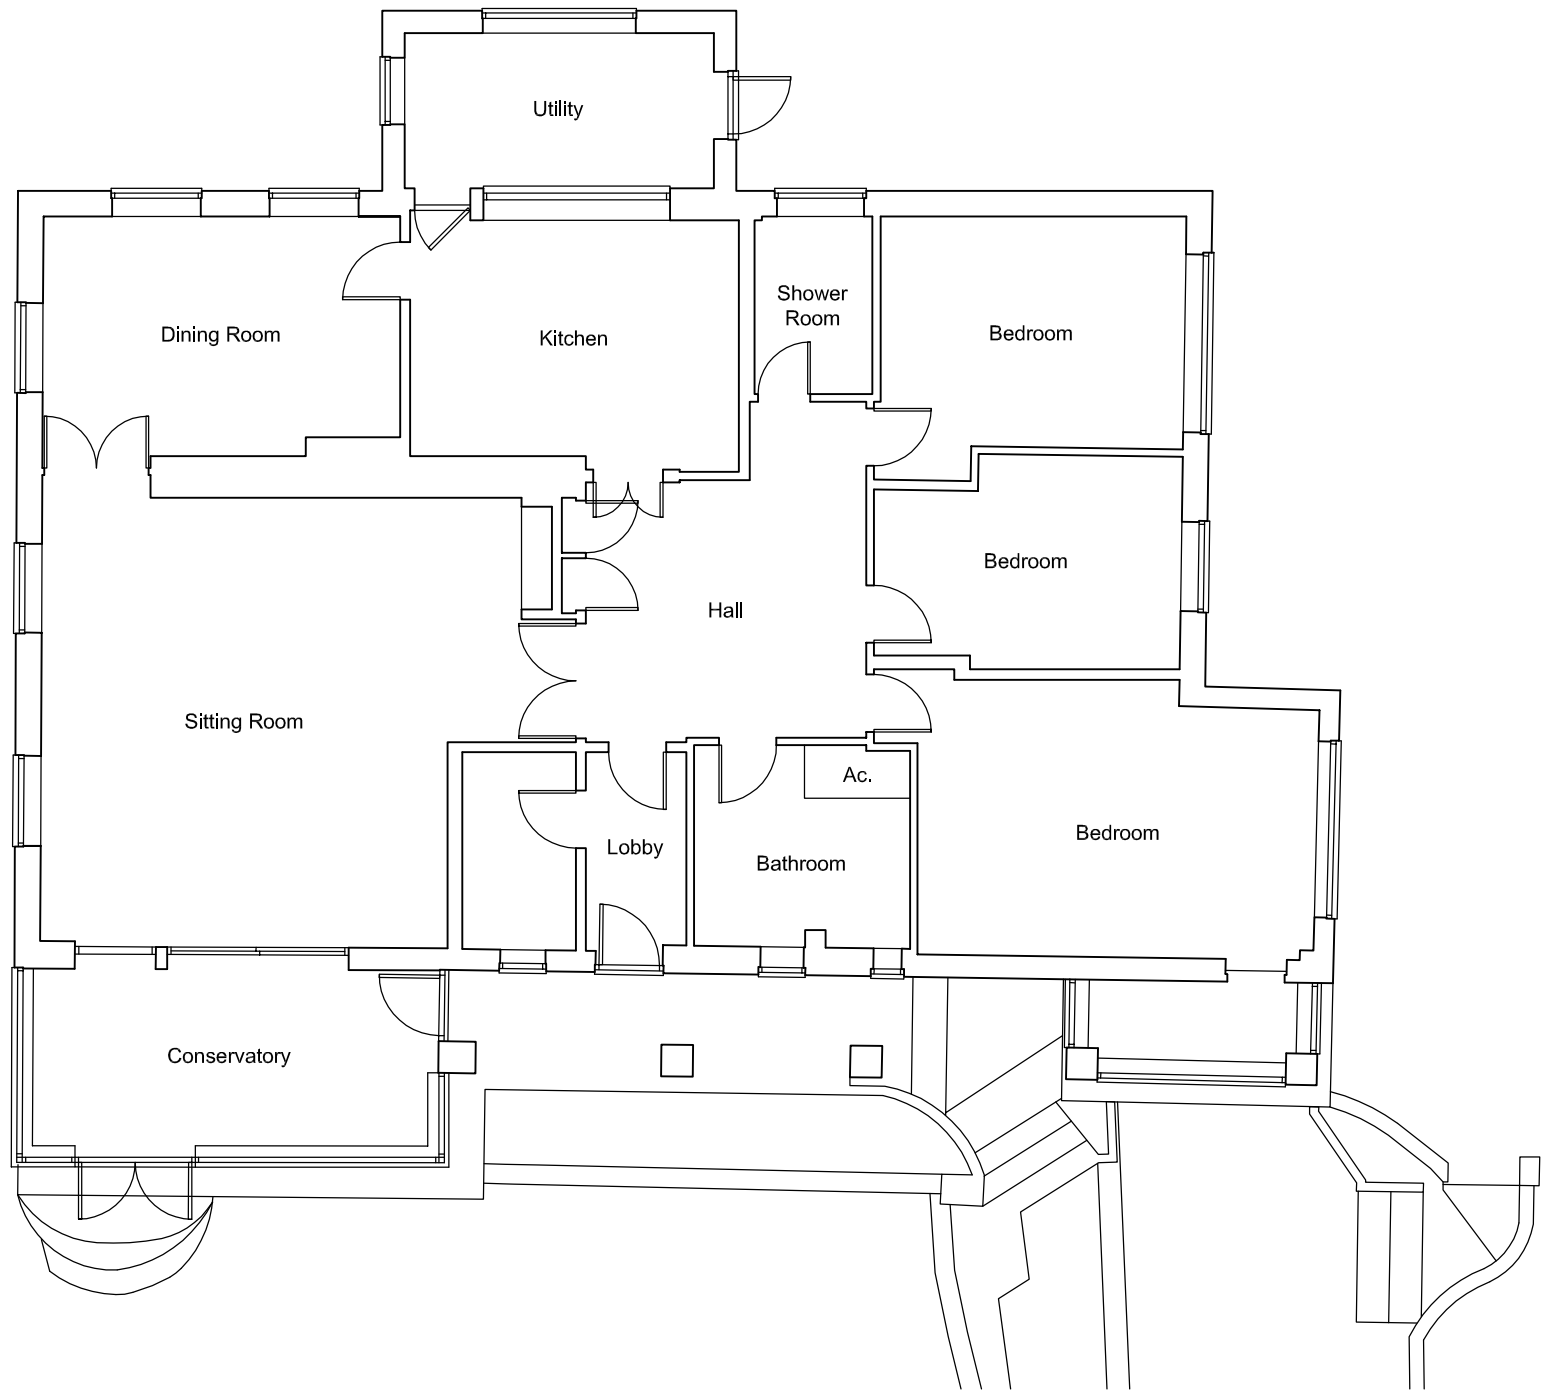 Utility
Dining Room
Kitchen
Shower
Room
Bedroom
Bedroom
Hall
Sitting Room
Ac.
Lobby
Bathroom
Bedroom
Conservatory